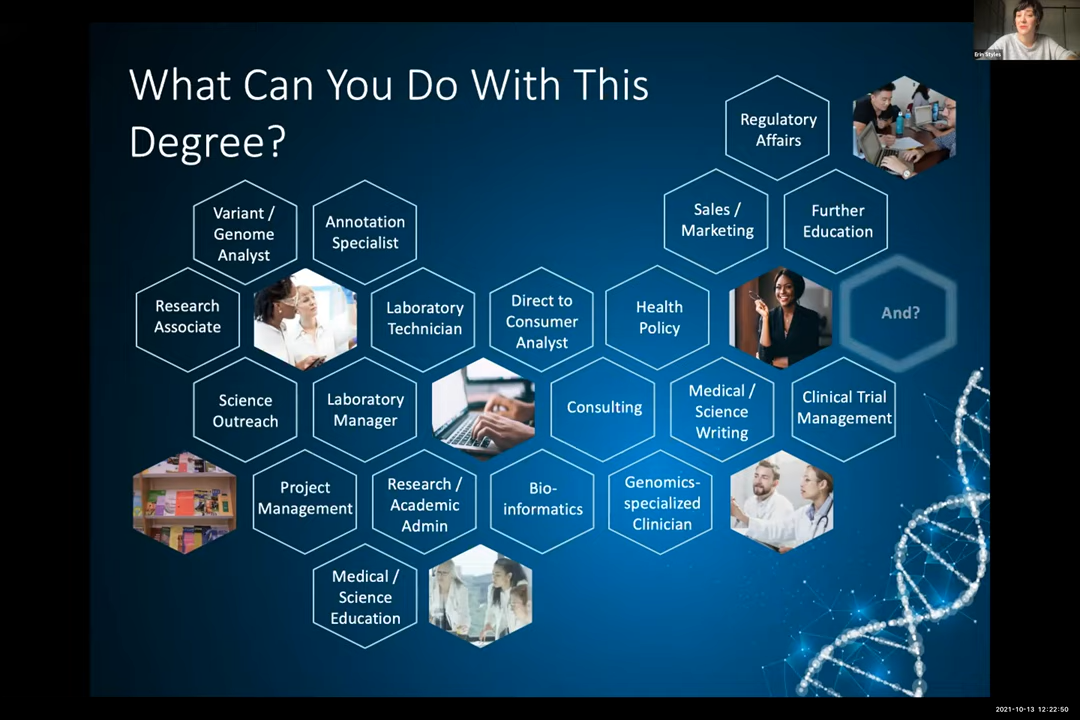 Erin Styles
What Can You Do With This
Degree?
Regulatory
Affairs
Variant /
Genome
Analyst
Annotation
Specialist
Sales /
Marketing
Further
Education
Research
Associate
Laboratory
Technician
Direct to
Consumer
Analyst
Health
Policy
And?
Science
Outreach
Laboratory
Manager
Consulting
Medical /
Science
Writing
Clinical Trial
Management
Project
Management
Research /
Academic
Admin
Bio-
informatics
Genomics-
specialized
Clinician
Medical /
Science
Education
2021-10-13 12:22:50